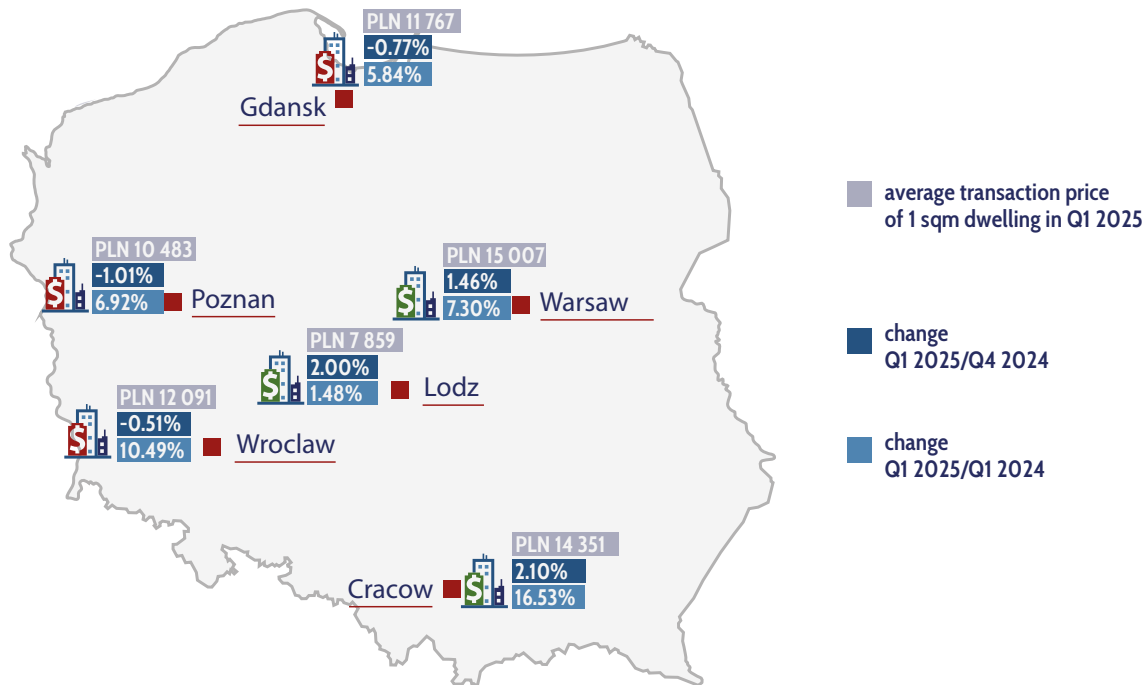 PLN 11 767
-0.77%
5.84%
$
Gdansk
average transaction price
of 1 sqm dwelling in Q1 2025
PLN 10 483
-1.01%
6.92%
$
Poznan
PLN 15 007
1.46%
7.30%
$
Warsaw
change
Q1 2025/Q4 2024
PLN 7 859
2.00%
1.48%
$
Lodz
PLN 12 091
-0.51%
10.49%
$
Wroclaw
change
Q1 2025/Q1 2024
PLN 14 351
2.10%
16.53%
$
Cracow